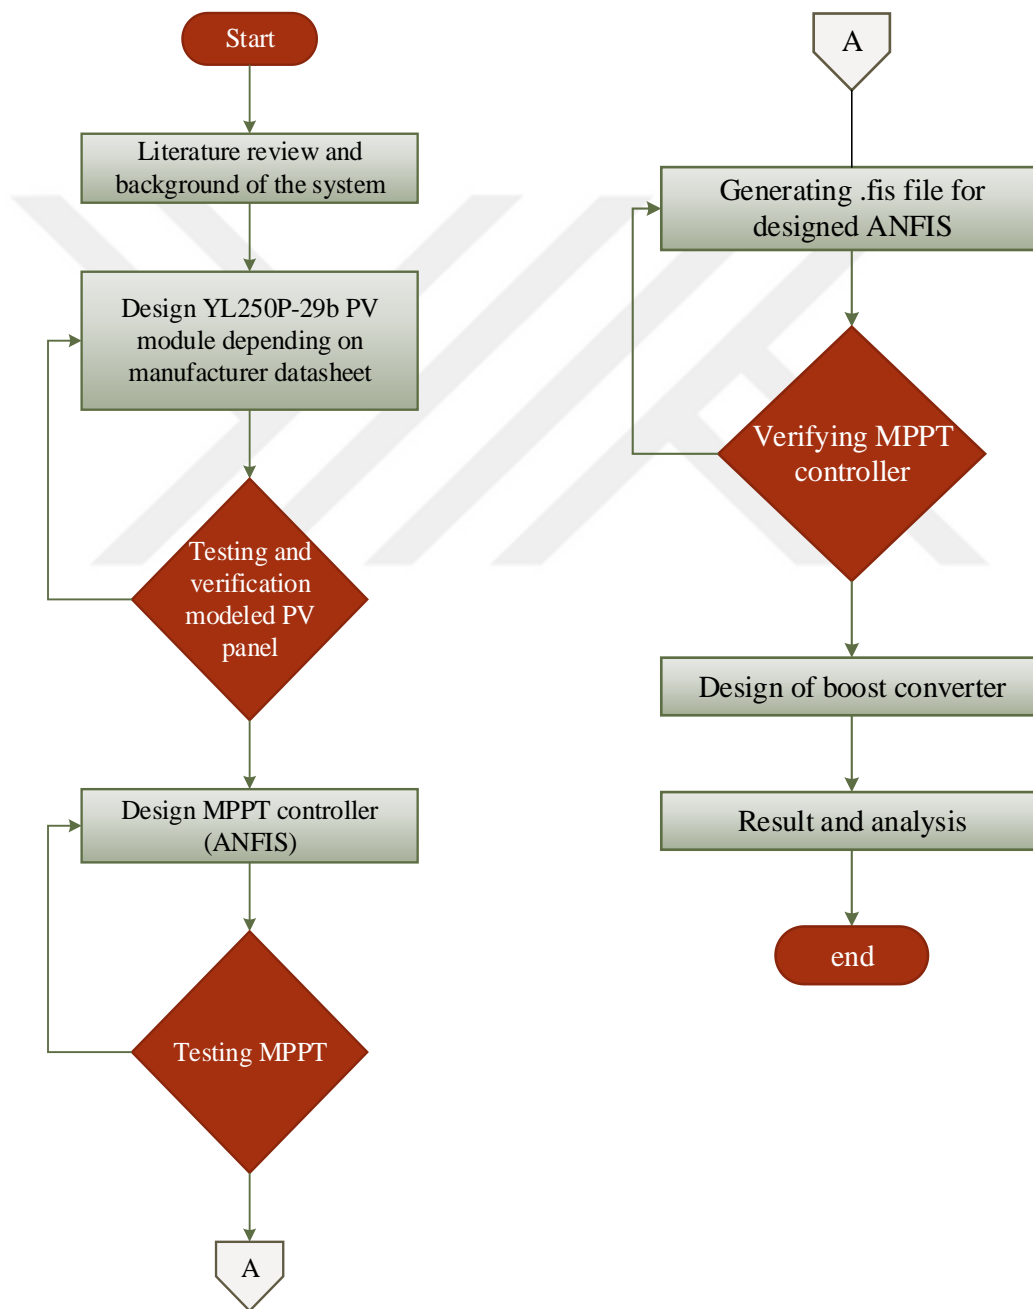 Start
Literature review and
background of the system
Design YL250P-29b PV
module depending on
manufacturer datasheet
Testing and
verification
modeled PV
panel
Design MPPT controller
(ANFIS)
Testing MPPT
A
A
Generating .fis file for
designed ANFIS
Verifying MPPT
controller
Design of boost converter
Result and analysis
end